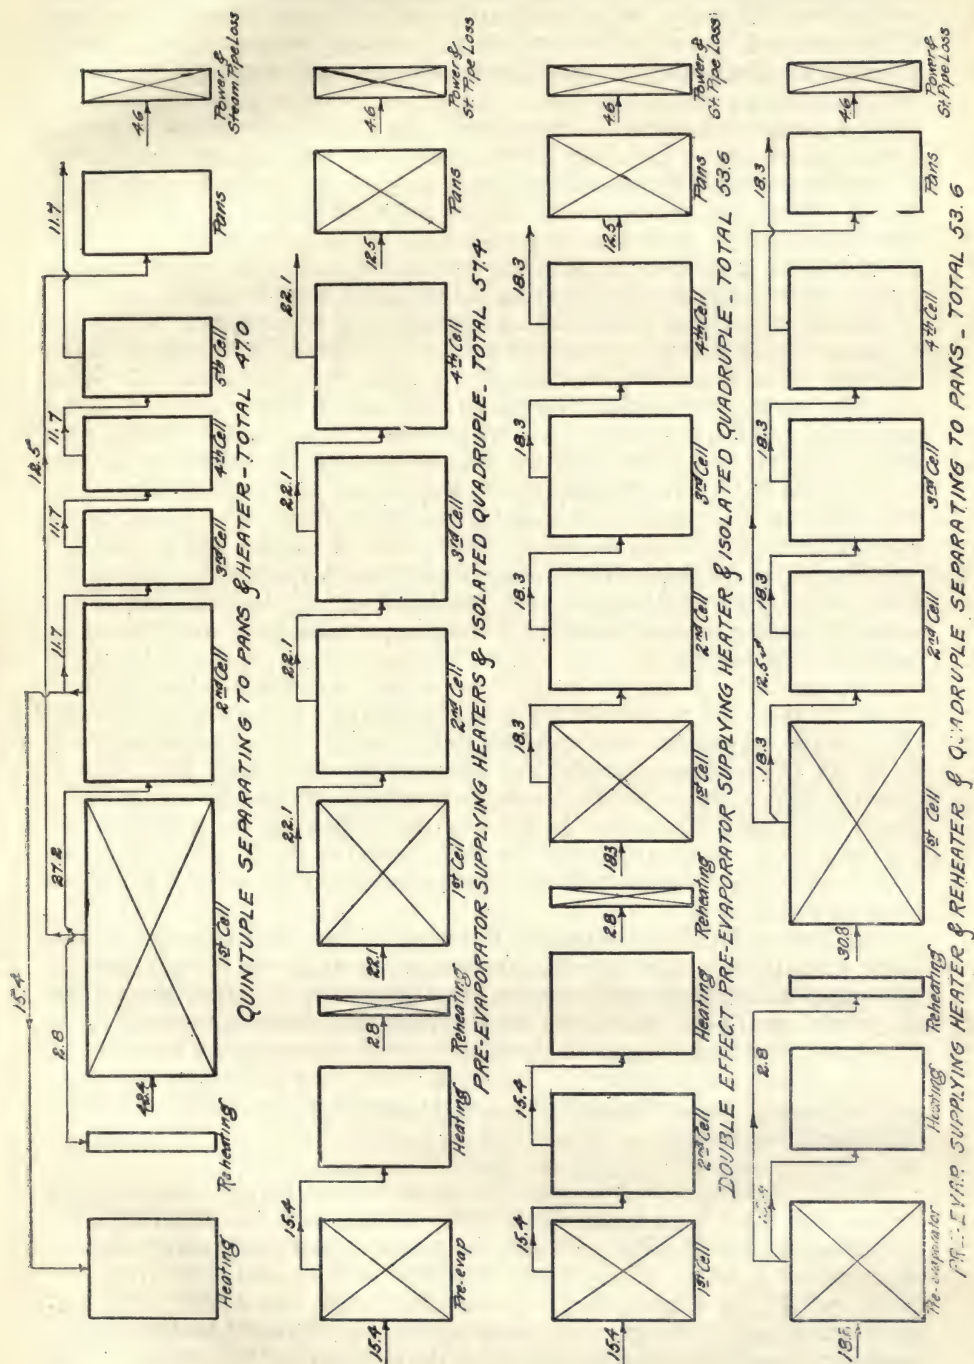 15.4
2.8
12.5
27.2
11.7
11.7
11.7
11.7
42.4
4.6
Heating
Reheating
1st Cell
2nd Cell
3rd Cell
4th Cell
5th Cell
Pans
Power &
Steam Pipe Loss
QUINTUPLE SEPARATING TO PANS & HEATER - TOTAL 47.0
15.4
15.4
2.8
22.1
22.1
22.1
22.1
22.1
12.5
4.6
Pre-evap
Heating
Reheating
1st Cell
2nd Cell
3rd Cell
4th Cell
Pans
Power &
St. Pipe Loss
PRE-EVAPORATOR SUPPLYING HEATERS & ISOLATED QUADRUPLE - TOTAL 57.4
15.4
15.4
15.4
2.8
18.3
18.3
18.3
18.3
18.3
12.5
4.6
1st Cell
2nd Cell
Heating
Reheating
1st Cell
2nd Cell
3rd Cell
4th Cell
Pans
Power &
St. Pipe Loss
DOUBLE EFFECT PRE-EVAPORATOR SUPPLYING HEATER & ISOLATED QUADRUPLE - TOTAL 53.6
2.8
30.8
18.3
12.5
18.3
18.3
18.3
4.6
Pre-evaporator
Heating
Reheating
1st Cell
2nd Cell
3rd Cell
4th Cell
Pans
Power &
St. Pipe Loss
SUPPLYING HEATER & REHEATER & QUADRUPLE SEPARATING TO PANS - TOTAL 53.6